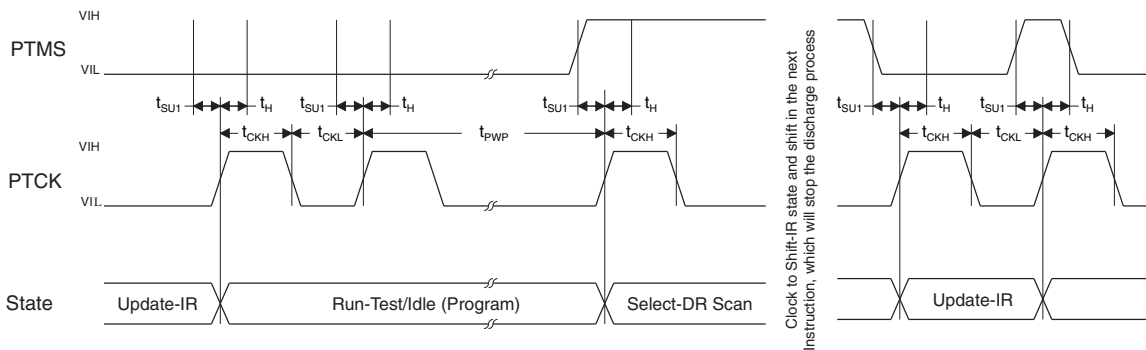 VIH
PTMS
VIL
tSU1 tH tSU1 tH tSU1 tH tSU1 tH tSU1 tH
tCKH tCKL tPWP tCKH tCKH tCKL tCKH
VIH
PTCK
VIL
State Update-IR Run-Test/Idle (Program) Select-DR Scan Update-IR
Clock to Shift-IR state and shift in the next
Instruction, which will stop the discharge process